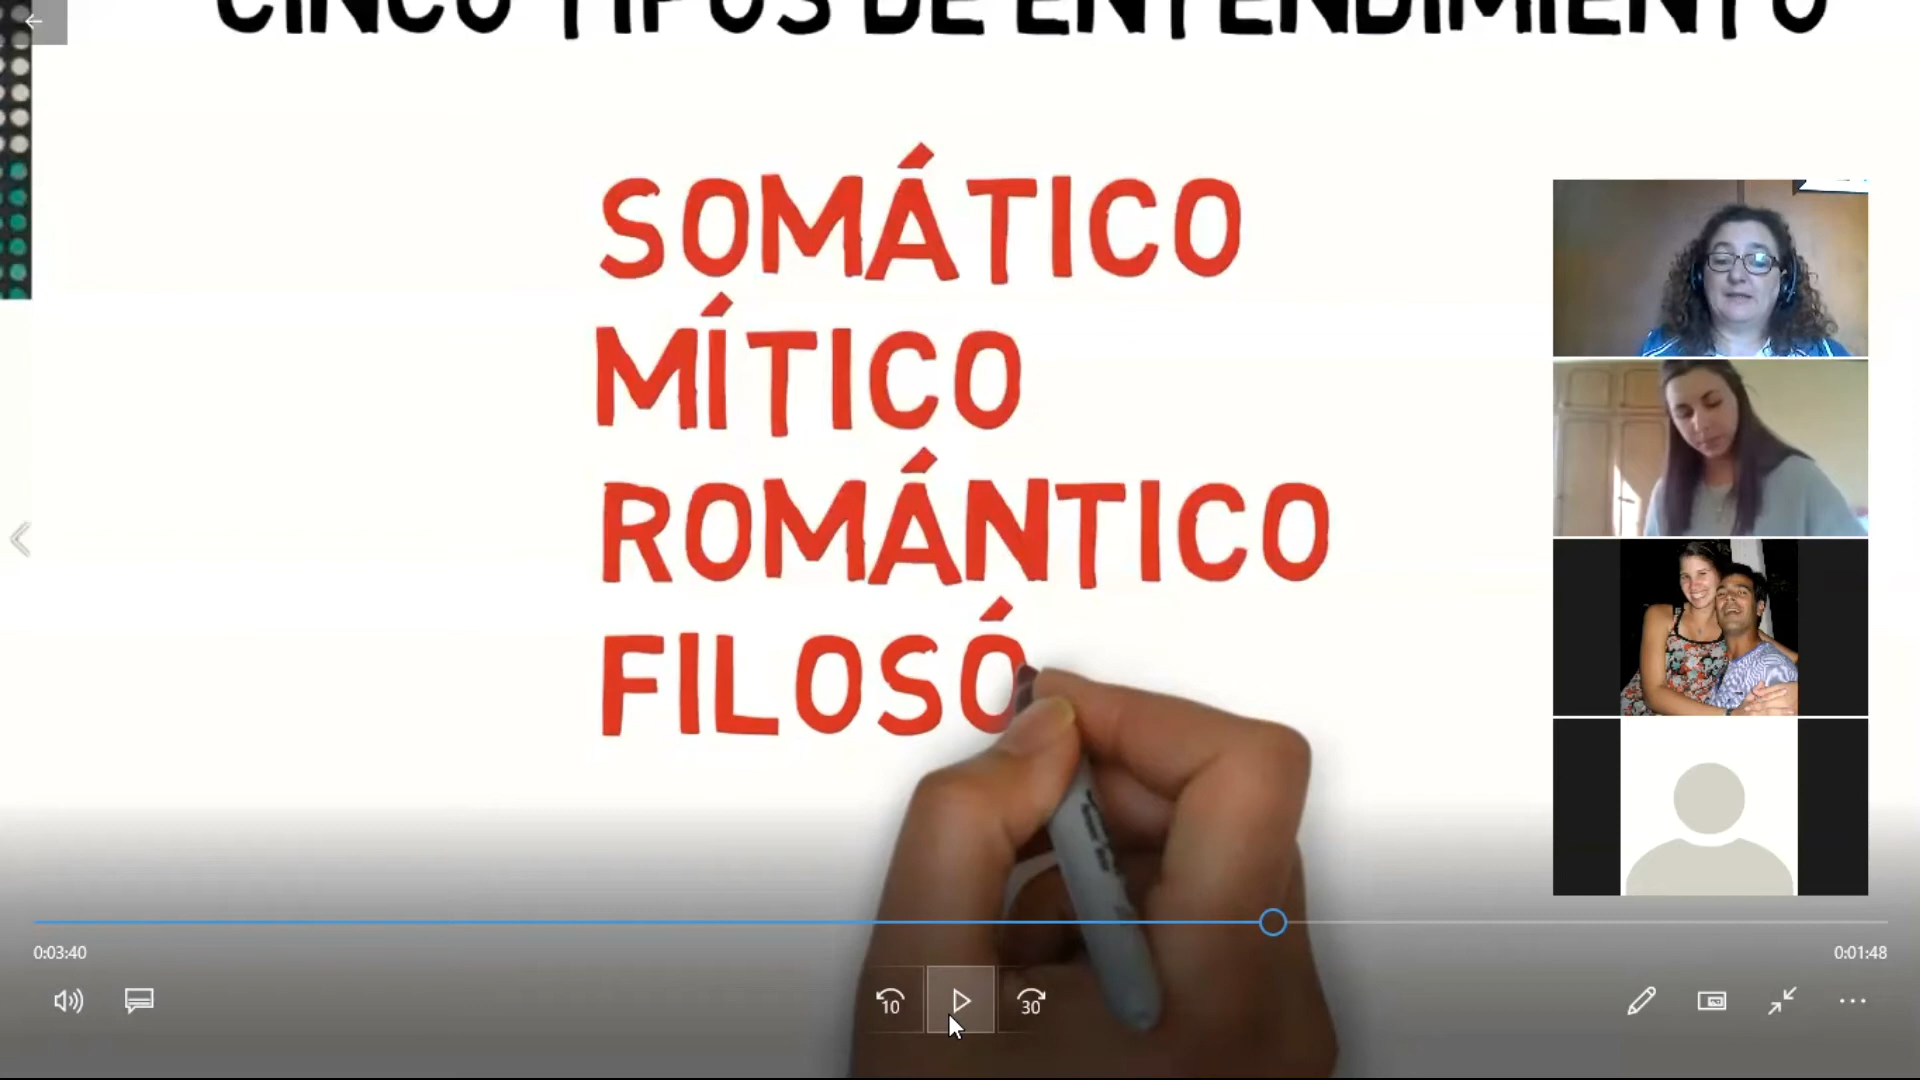 CINCO TIPOS DE ENTENDIMIENTO
SOMÁTICO
MÍTICO
ROMÁNTICO
FILOSÓ
0:03:40
0:01:48
10
30